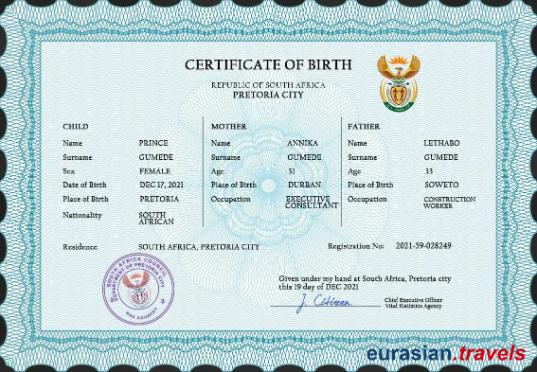 CERTIFICATE OF BIRTH
REPUBLIC OF SOUTH AFRICA
PRETORIA CITY
CHILD
Name PRINCE
Surname GUMEDE
Sex FEMALE
Date of Birth DEC 17, 2021
Place of Birth PRETORIA
Nationality SOUTH
AFRICAN
MOTHER
Name ANNIKA
Surname GUMEDE
Age 31
Place of Birth DURBAN
Occupation EXECUTIVE
CONSULTANT
FATHER
Name LETHABO
Surname GUMEDE
Age 33
Place of Birth SOWETO
Occupation CONSTRUCTION
WORKER
Residence SOUTH AFRICA, PRETORIA CITY
Registration No: 2021-59-028249
SOUTH AFRICA COUNCIL
DEPARTMENT OF PRETORIA CITY
Given under my hand at South Africa, Pretoria city
this 19 day of DEC 2021
J. Citizen
Chief Executive Officer
Vital Statistics Agency
eurasian.travels